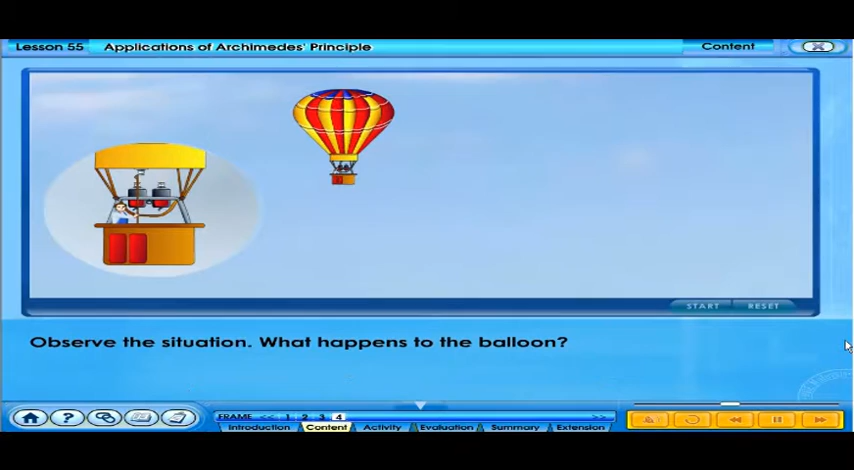 Lesson 55 Applications of Archimedes' Principle Content
START RESET
Observe the situation. What happens to the balloon?
FRAME << 1 2 3 4 >>
Introduction Content Activity Evaluation Summary Extension